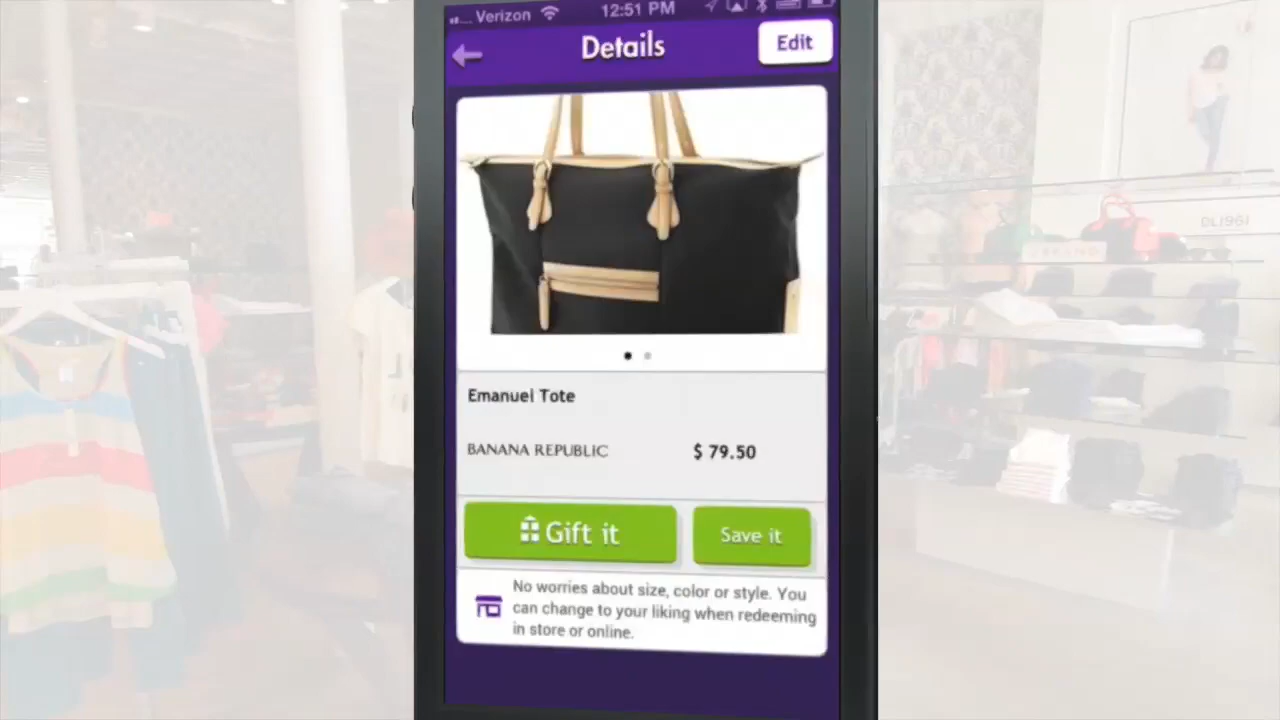 Verizon 12:51 PM
Details
Edit
Emanuel Tote
BANANA REPUBLIC $ 79.50
Gift it
Save it
No worries about size, color or style. You
can change to your liking when redeeming
in store or online.
DL1961